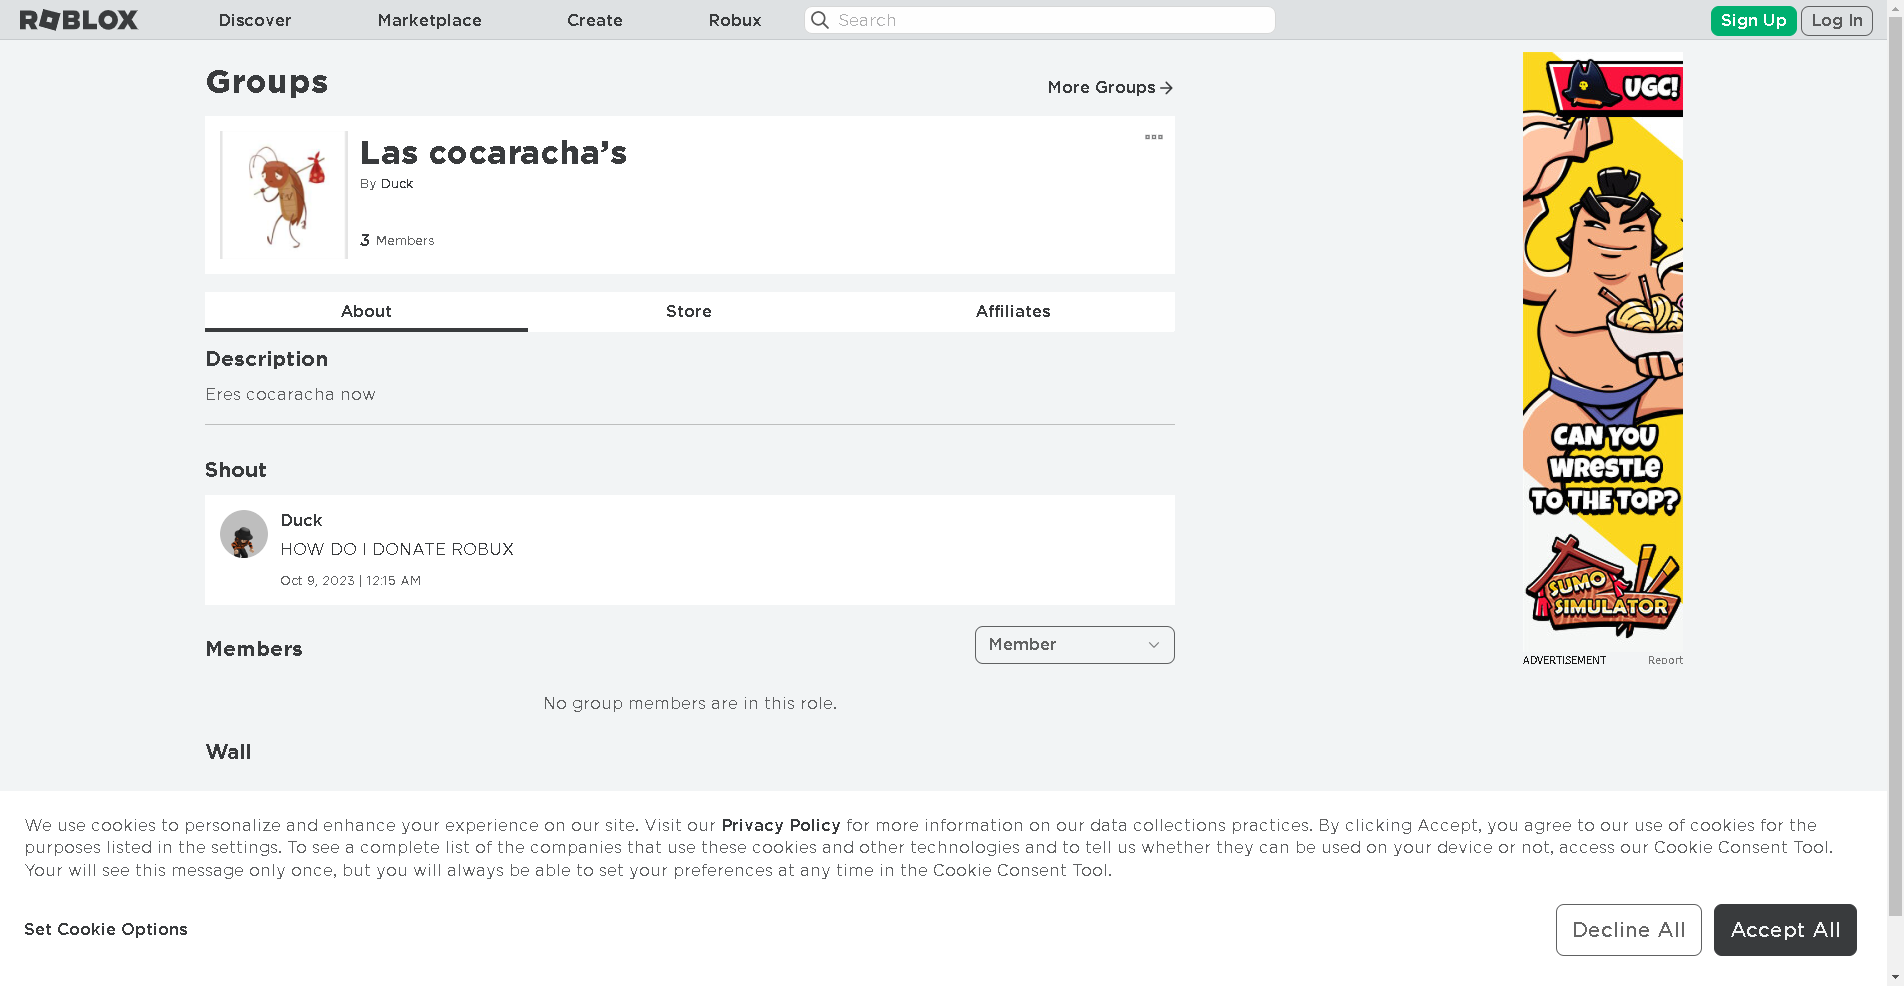 ROBLOX
Discover
Marketplace
Create
Robux
Search
Sign Up
Log In
Groups
More Groups
Las cocaracha's
By Duck
3 Members
About
Store
Affiliates
Description
Eres cocaracha now
Shout
Duck
HOW DO I DONATE ROBUX
Oct 9, 2023 | 12:15 AM
Members
Member
No group members are in this role.
Wall
UGC!
CAN YOU
WRESTLE
TO THE TOP?
SUMO
SIMULATOR
ADVERTISEMENT
Report
We use cookies to personalize and enhance your experience on our site. Visit our Privacy Policy for more information on our data collections practices. By clicking Accept, you agree to our use of cookies for the
purposes listed in the settings. To see a complete list of the companies that use these cookies and other technologies and to tell us whether they can be used on your device or not, access our Cookie Consent Tool.
Your will see this message only once, but you will always be able to set your preferences at any time in the Cookie Consent Tool.
Set Cookie Options
Decline All
Accept All